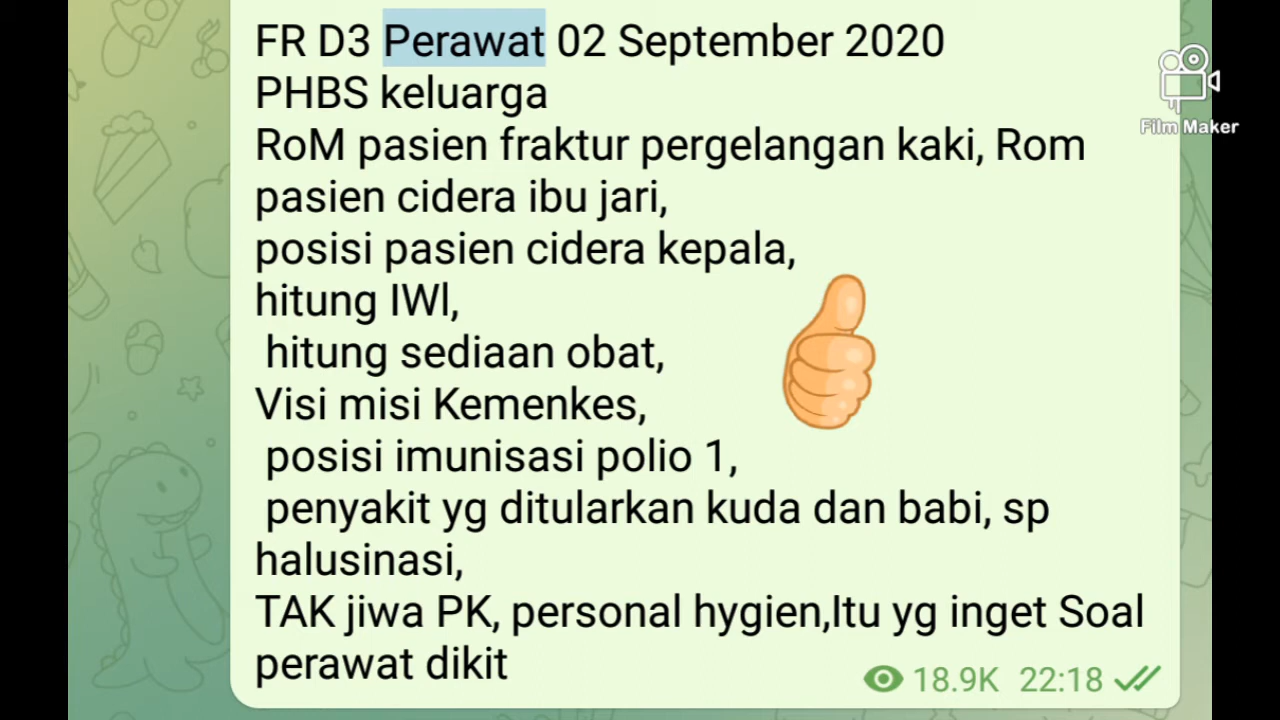 FR D3 Perawat 02 September 2020
PHBS keluarga
RoM pasien fraktur pergelangan kaki, Rom
pasien cidera ibu jari,
posisi pasien cidera kepala,
hitung IWl,
hitung sediaan obat,
Visi misi Kemenkes,
posisi imunisasi polio 1,
penyakit yg ditularkan kuda dan babi, sp
halusinasi,
TAK jiwa PK, personal hygien,Itu yg inget Soal
perawat dikit
18.9K 22:18
Film Maker